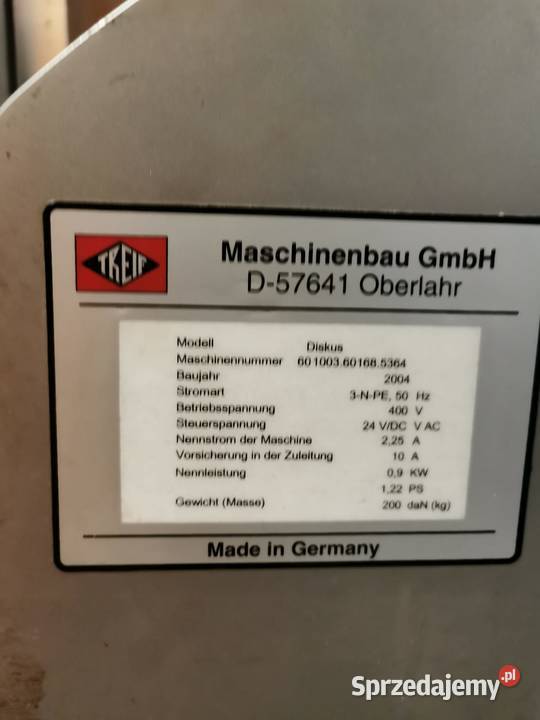 TREIF
Maschinenbau GmbH
D-57641 Oberlahr
Modell Diskus
Maschinennummer 601003.60168.5364
Baujahr 2004
Stromart 3-N-PE, 50 Hz
Betriebsspannung 400 V
Steuerspannung 24 V/DC V AC
Nennstrom der Maschine 2,25 A
Vorsicherung in der Zuleitung 10 A
Nennleistung 0,9 KW
1,22 PS
Gewicht (Masse) 200 daN (kg)
Made in Germany
Sprzedajemy.pl